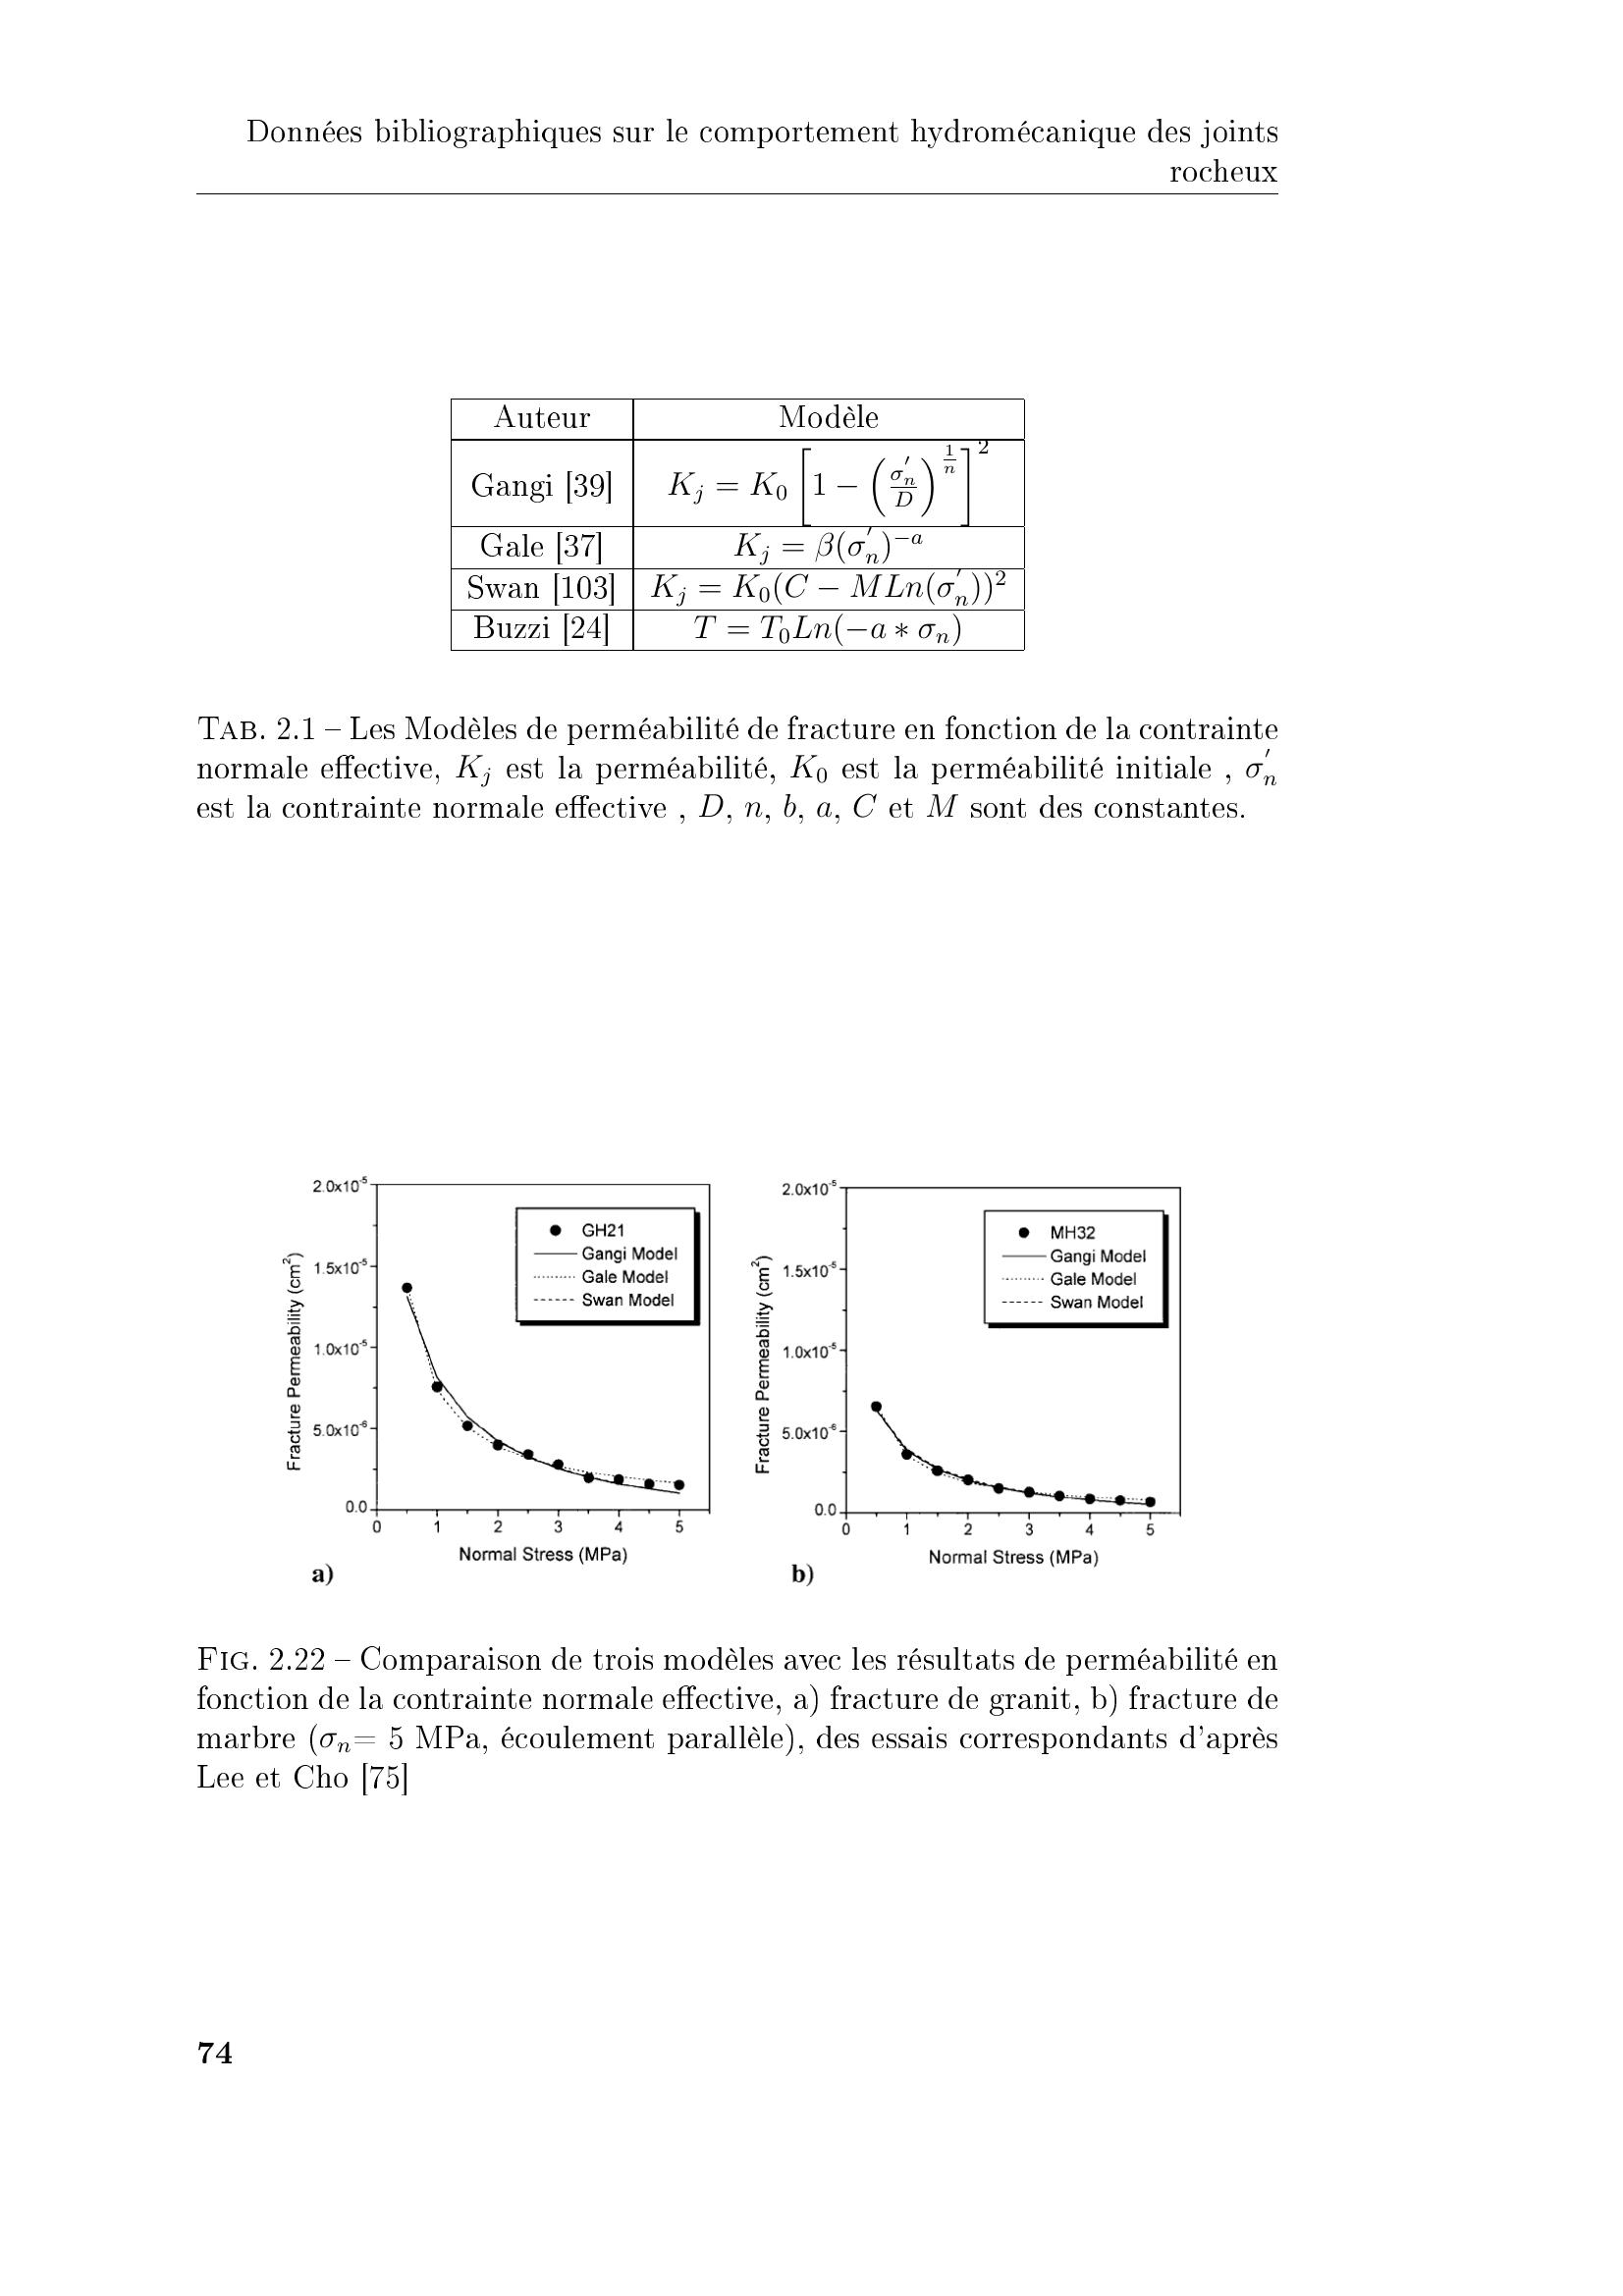 Données bibliographiques sur le comportement hydromécanique des joints
rocheux
Auteur Modèle
Gangi [39] $K_j = K_0 \left[1 - \left(\frac{\sigma_n^{'}}{D}\right)^{\frac{1}{n}}\right]^2$
Gale [37] $K_j = \beta(\sigma_n^{'})^{-a}$
Swan [103] $K_j = K_0(C - MLn(\sigma_n^{'}))^2$
Buzzi [24] $T = T_0Ln(-a * \sigma_n)$
TAB. 2.1 – Les Modèles de perméabilité de fracture en fonction de la contrainte
normale effective, $K_j$ est la perméabilité, $K_0$ est la perméabilité initiale , $\sigma_n^{'}$
est la contrainte normale effective , $D$, $n$, $b$, $a$, $C$ et $M$ sont des constantes.
Fracture Permeability (cm²)
2.0x10⁻⁵
1.5x10⁻⁵
1.0x10⁻⁵
5.0x10⁻⁶
0.0
GH21
Gangi Model
Gale Model
Swan Model
0 1 2 3 4 5
Normal Stress (MPa)
a)
Fracture Permeability (cm²)
2.0x10⁻⁵
1.5x10⁻⁵
1.0x10⁻⁵
5.0x10⁻⁶
0.0
MH32
Gangi Model
Gale Model
Swan Model
0 1 2 3 4 5
Normal Stress (MPa)
b)
FIG. 2.22 – Comparaison de trois modèles avec les résultats de perméabilité en
fonction de la contrainte normale effective, a) fracture de granit, b) fracture de
marbre ($\sigma_n$= 5 MPa, écoulement parallèle), des essais correspondants d'après
Lee et Cho [75]
74